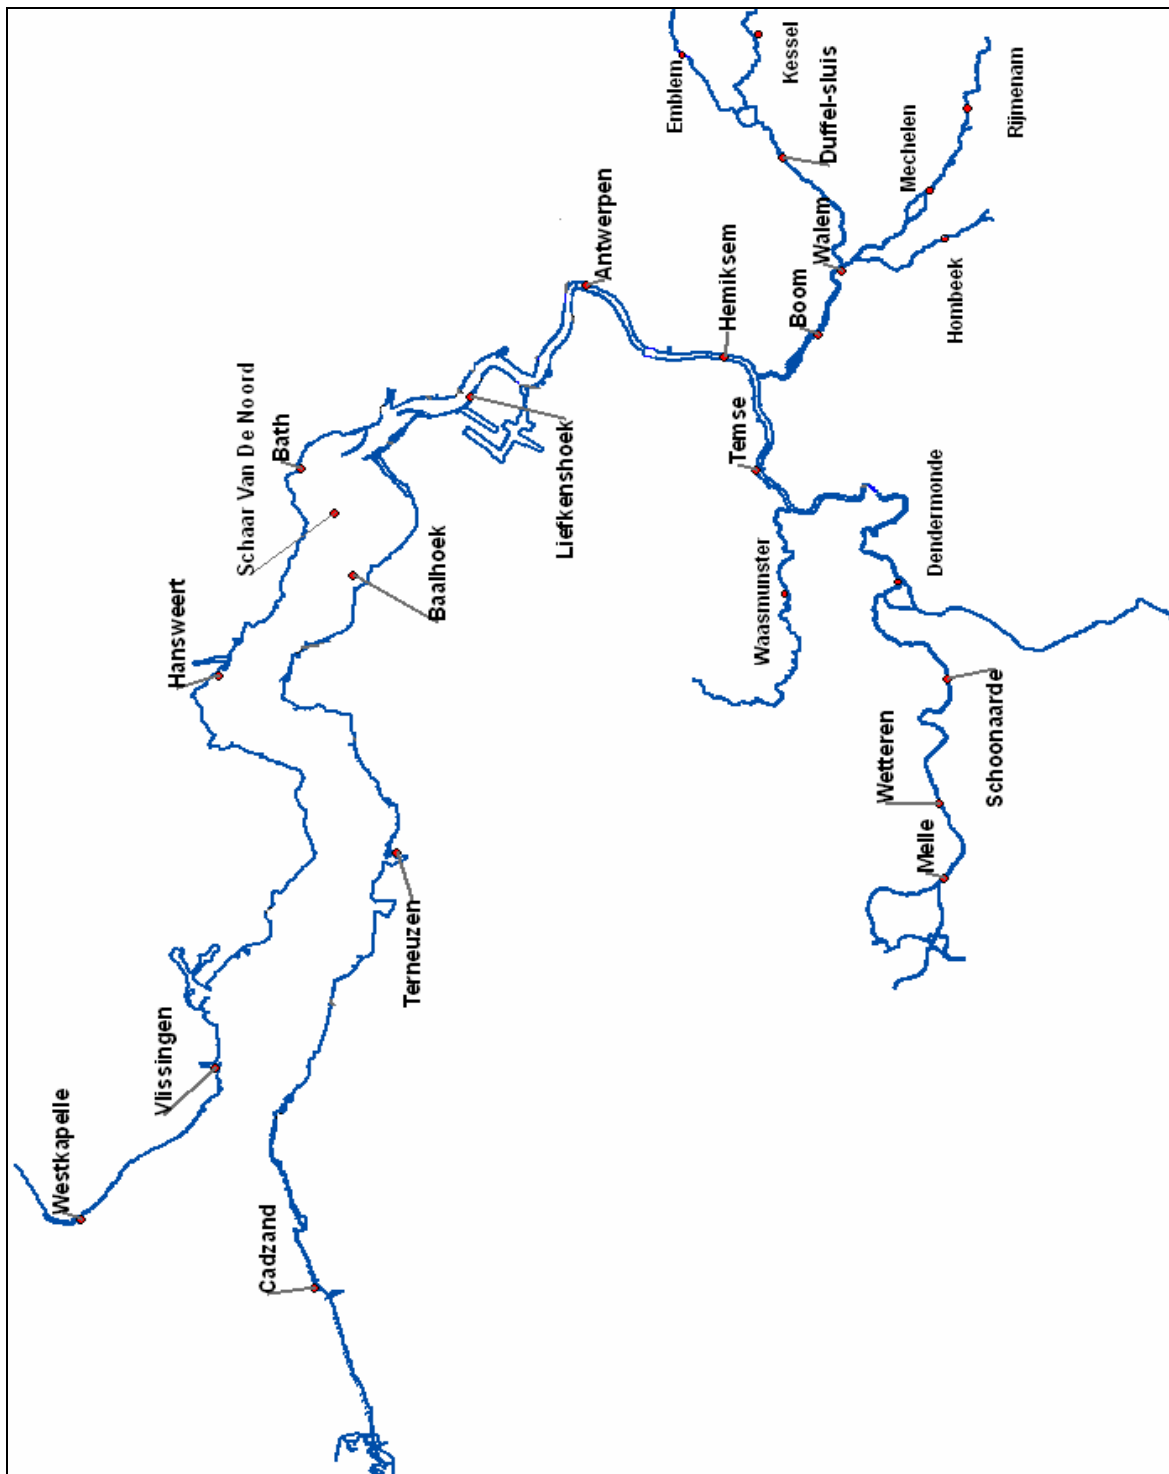 Westkapelle
Vlissingen
Cadzand
Terneuzen
Hansweert
Baalhoek
Schaar Van De Noord
Bath
Liefkenshoek
Antwerpen
Hemiksem
Temse
Boom
Walem
Duffel-sluis
Emblem
Kessel
Mechelen
Rijmenam
Hombeek
Waasmunster
Dendermonde
Schoonaarde
Wetteren
Melle